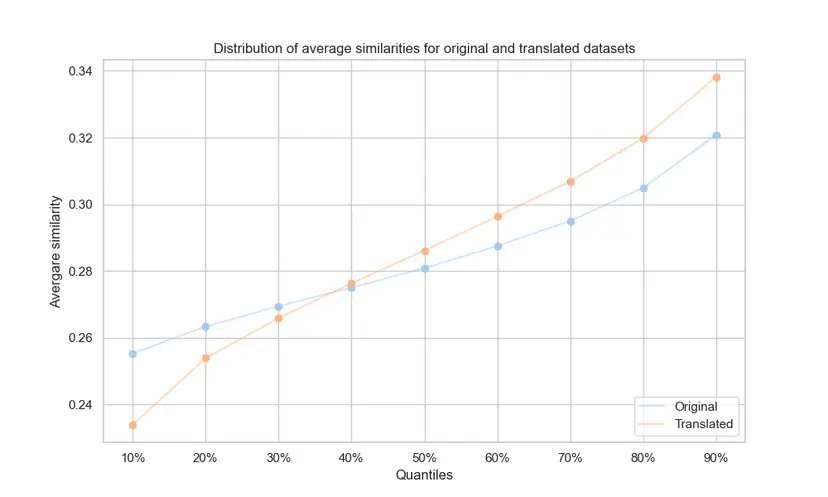 Distribution of average similarities for original and translated datasets
0.34
0.32
0.30
0.28
0.26
0.24
Avergare similarity
10% 20% 30% 40% 50% 60% 70% 80% 90%
Quantiles
Original
Translated